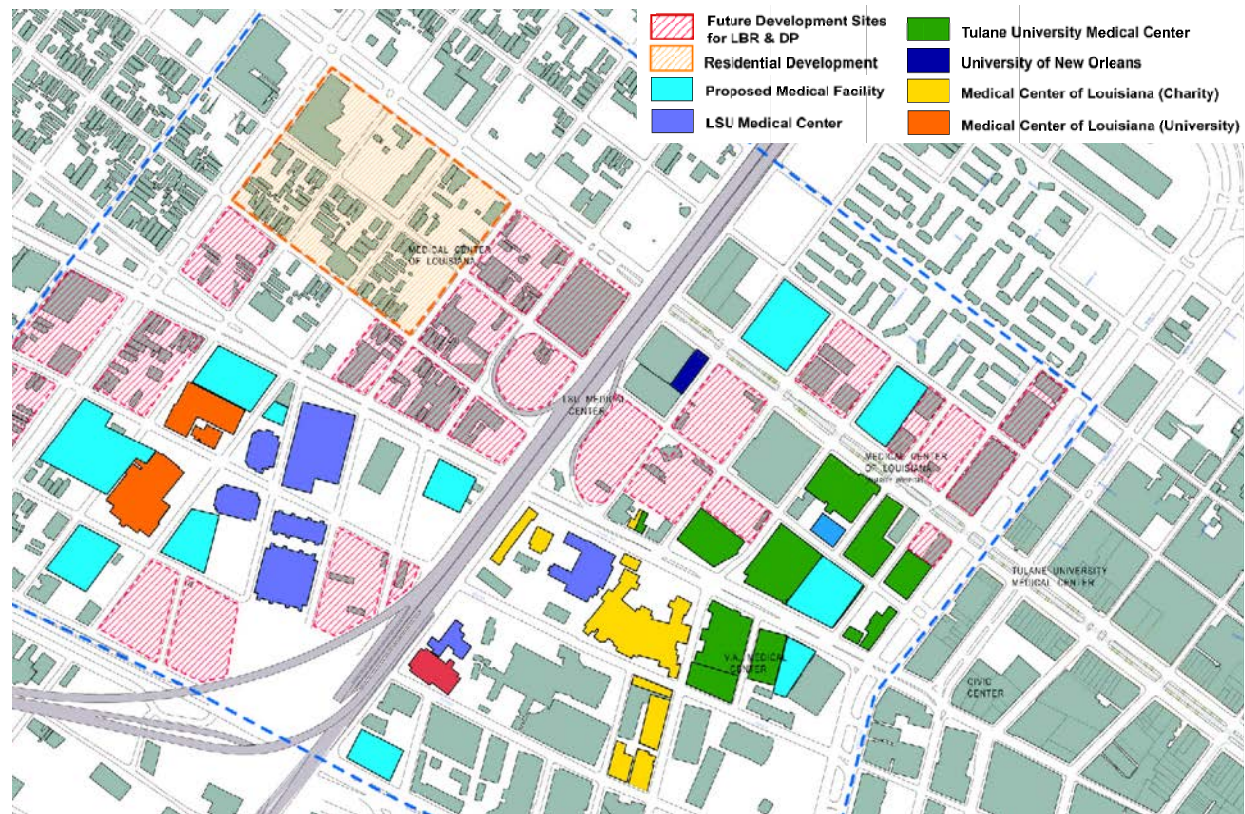 Future Development Sites
for LBR & DP
Residential Development
Proposed Medical Facility
LSU Medical Center
Tulane University Medical Center
University of New Orleans
Medical Center of Louisiana (Charity)
Medical Center of Louisiana (University)
MEDICAL CENTER
OF LOUISIANA
LSU MEDICAL
CENTER
MEDICAL CENTER
OF LOUISIANA
CHARITY HOSPITAL
TULANE UNIVERSITY
MEDICAL CENTER
V.A. MEDICAL
CENTER
CIVIC
CENTER